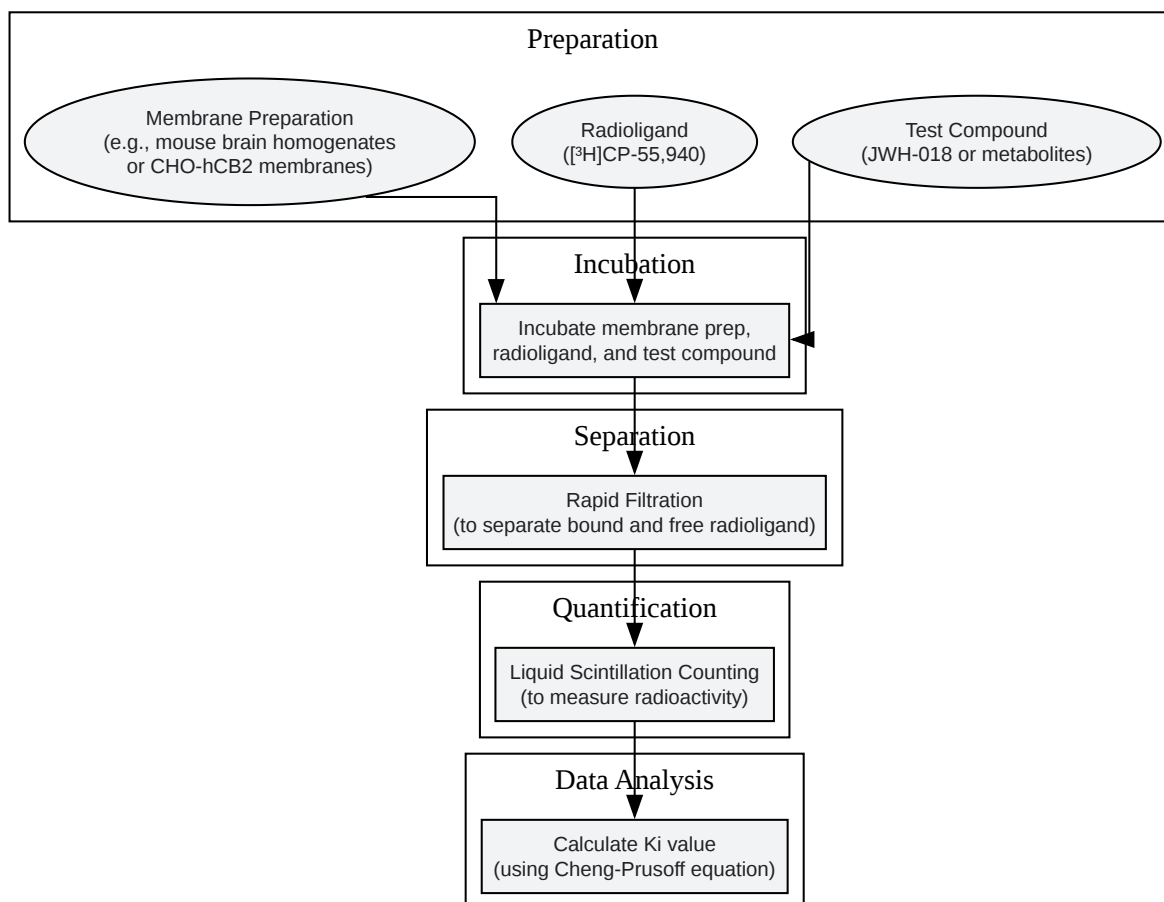 Preparation
Membrane Preparation
(e.g., mouse brain homogenates
or CHO-hCB2 membranes)
Radioligand
([³H]CP-55,940)
Test Compound
(JWH-018 or metabolites)
Incubation
Incubate membrane prep,
radioligand, and test compound
Separation
Rapid Filtration
(to separate bound and free radioligand)
Quantification
Liquid Scintillation Counting
(to measure radioactivity)
Data Analysis
Calculate Ki value
(using Cheng-Prusoff equation)